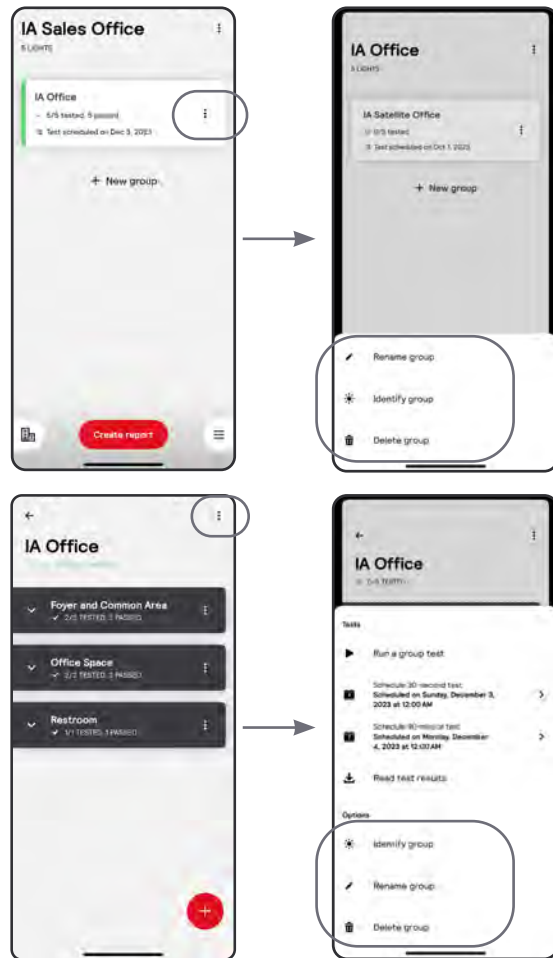 IA Sales Office
5 LIGHTS
IA Office
5/5 tested, 5 passed
Test scheduled on Dec 3, 2023
+ New group
Create report
IA Office
5 LIGHTS
IA Satellite Office
0/5 tested
Test scheduled on Oct 1, 2023
+ New group
Rename group
Identify group
Delete group
IA Office
Foyer and Common Area
2/2 TESTED, 2 PASSED
Office Space
2/2 TESTED, 2 PASSED
Restroom
1/1 TESTED, 1 PASSED
+
IA Office
Tests
Run a group test
Schedule 30-second test
Scheduled on Sunday, December 3,
2023 at 12:00 AM
Schedule 90-minute test
Scheduled on Monday, December
4, 2023 at 12:00 AM
Read test results
Options
Identify group
Rename group
Delete group